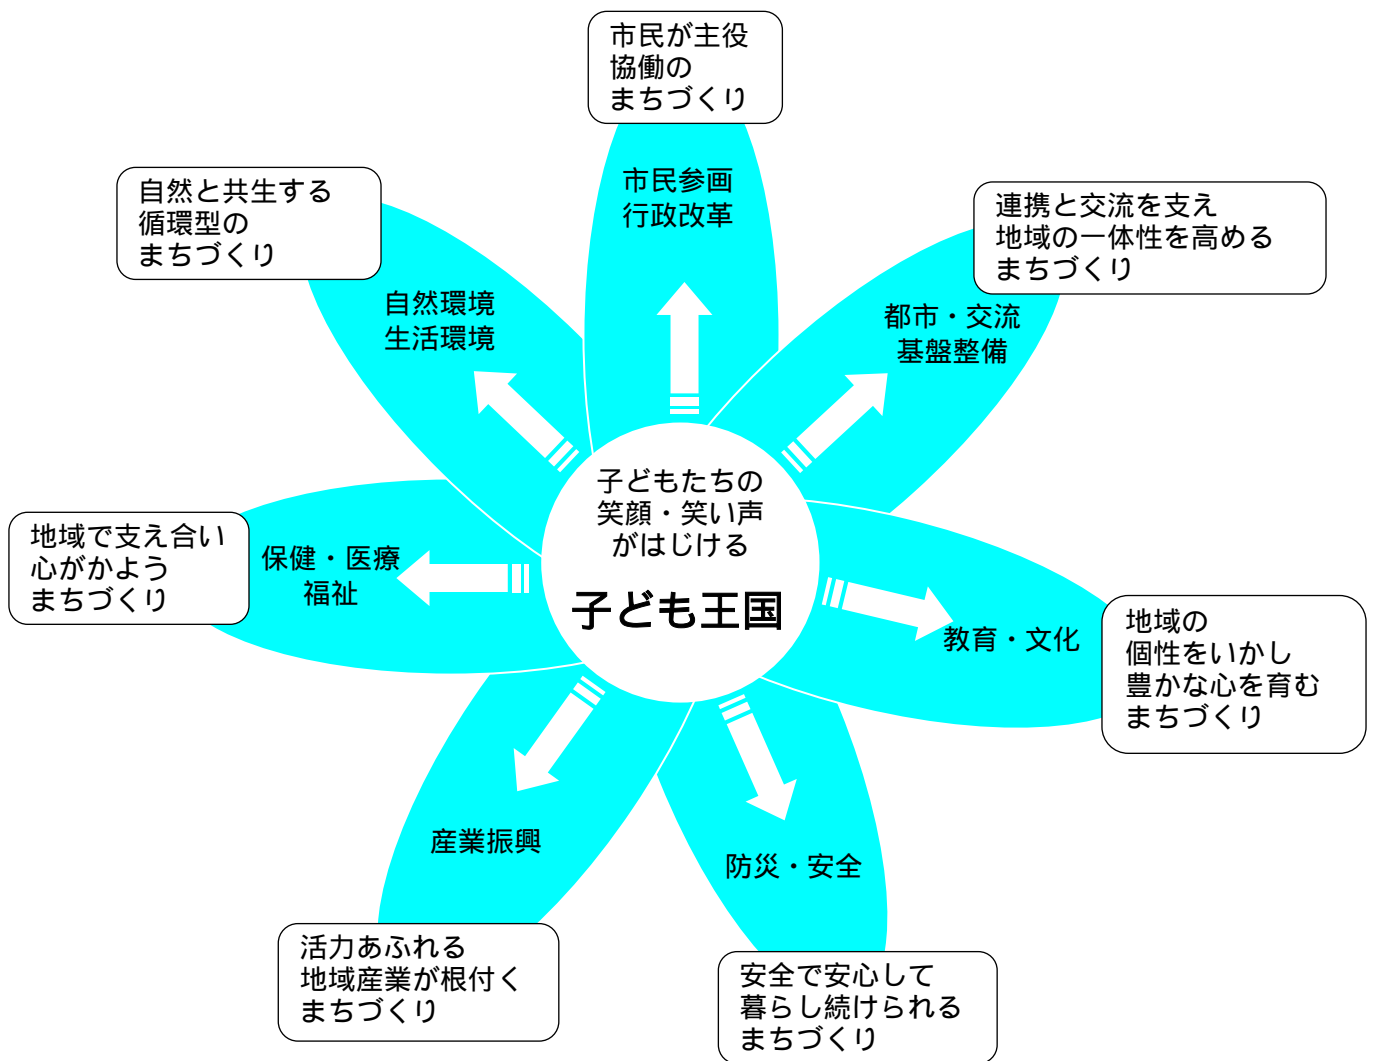 市民が主役
協働の
まちづくり
市民参画
行政改革
自然と共生する
循環型の
まちづくり
自然環境
生活環境
連携と交流を支え
地域の一体性を高める
まちづくり
都市・交流
基盤整備
子どもたちの
笑顔・笑い声
がはじける
子ども王国
地域で支え合い
心がかよう
まちづくり
保健・医療
福祉
教育・文化
地域の
個性をいかし
豊かな心を育む
まちづくり
産業振興
活力あふれる
地域産業が根付く
まちづくり
防災・安全
安全で安心して
暮らし続けられる
まちづくり